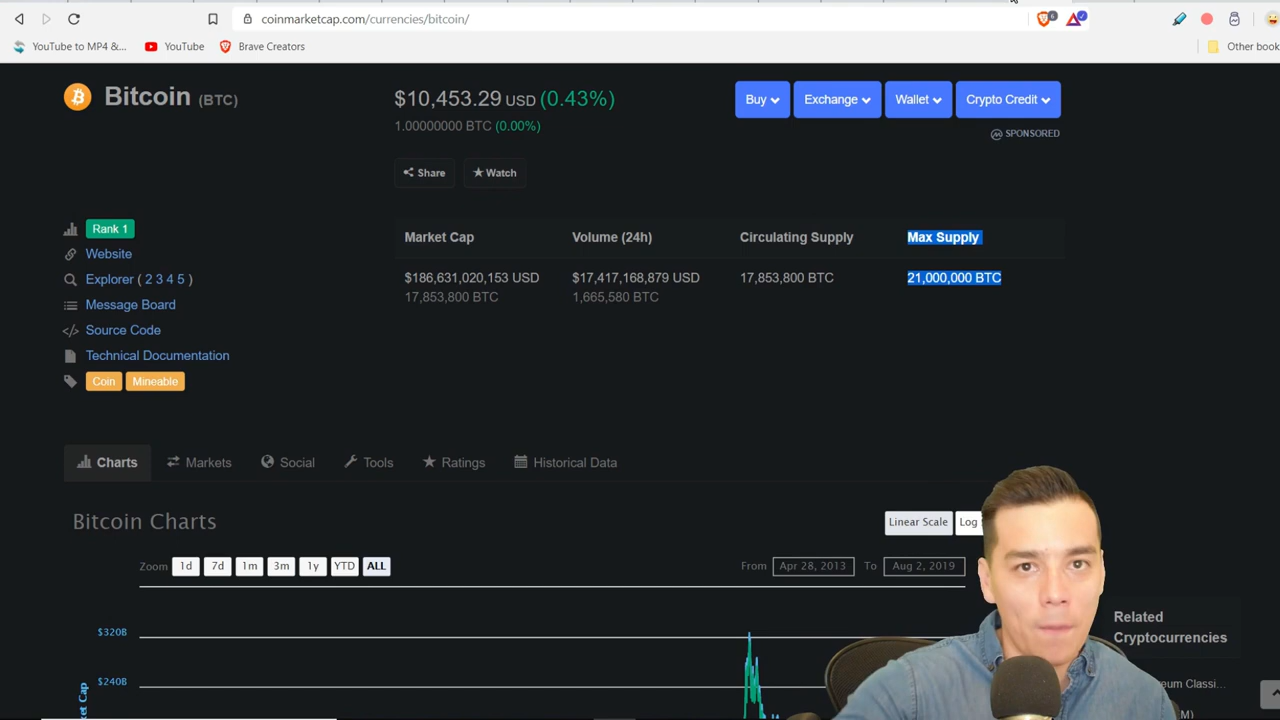 coinmarketcap.com/currencies/bitcoin/
6
YouTube to MP4 &... YouTube Brave Creators Other book
Bitcoin (BTC)
$10,453.29 USD (0.43%)
1.00000000 BTC (0.00%)
Buy Exchange Wallet Crypto Credit
SPONSORED
Share Watch
Rank 1
Website
Explorer ( 2 3 4 5 )
Message Board
Source Code
Technical Documentation
Coin Mineable
Market Cap Volume (24h) Circulating Supply Max Supply
$186,631,020,153 USD $17,417,168,879 USD 17,853,800 BTC 21,000,000 BTC
17,853,800 BTC 1,665,580 BTC
Charts Markets Social Tools Ratings Historical Data
Bitcoin Charts
Linear Scale Log
Zoom 1d 7d 1m 3m 1y YTD ALL From Apr 28, 2013 To Aug 2, 2019
$320B
$240B
Cap
Related
Cryptocurrencies
eum Classi...
M)